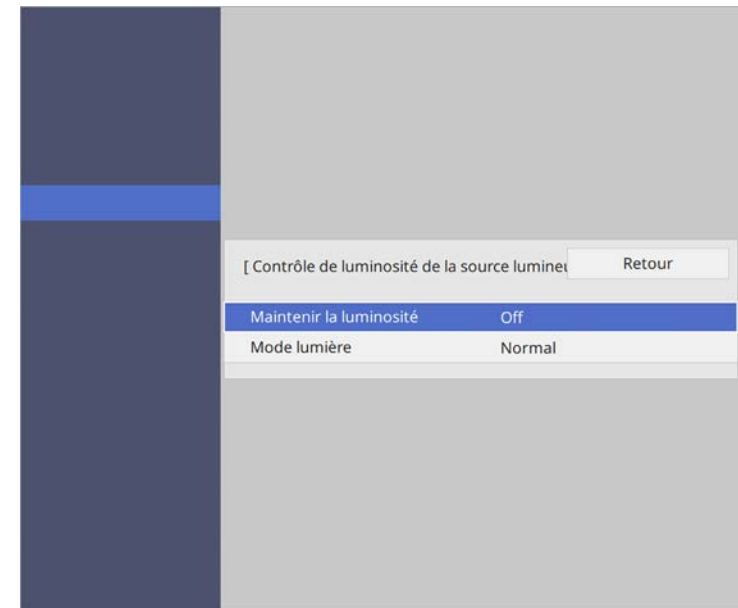 [ Contrôle de luminosité de la source lumineu Retour
Maintenir la luminosité Off
Mode lumière Normal